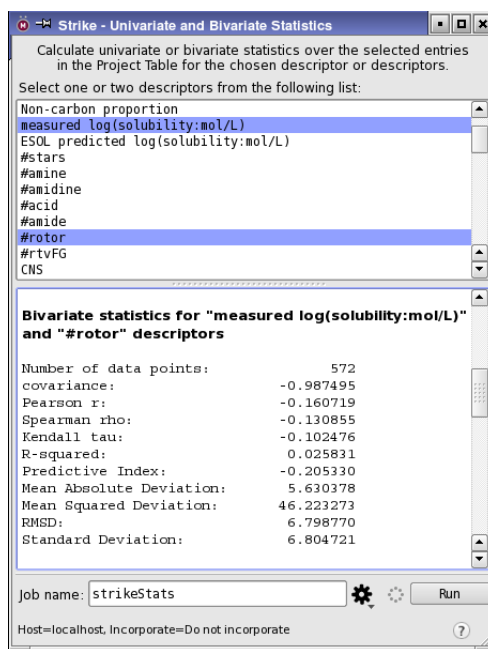 Strike - Univariate and Bivariate Statistics
Calculate univariate or bivariate statistics over the selected entries
in the Project Table for the chosen descriptor or descriptors.
Select one or two descriptors from the following list:
Non-carbon proportion
measured log(solubility:mol/L)
ESOL predicted log(solubility:mol/L)
#stars
#amine
#amidine
#acid
#amide
#rotor
#rtvFG
CNS
Bivariate statistics for "measured log(solubility:mol/L)"
and "#rotor" descriptors
Number of data points: 572
covariance: -0.987495
Pearson r: -0.160719
Spearman rho: -0.130855
Kendall tau: -0.102476
R-squared: 0.025831
Predictive Index: -0.205330
Mean Absolute Deviation: 5.630378
Mean Squared Deviation: 46.223273
RMSD: 6.798770
Standard Deviation: 6.804721
Job name: strikeStats Run
Host=localhost, Incorporate=Do not incorporate ?